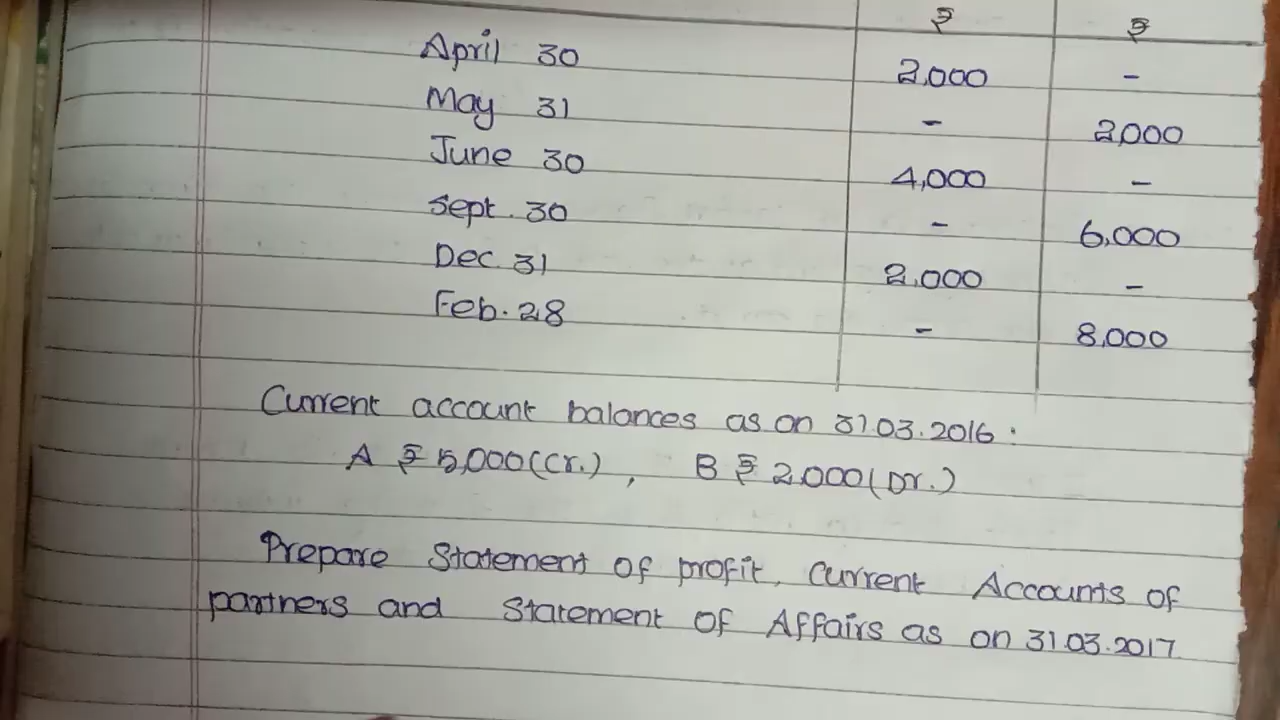 ₹ ₹
April 30 2,000 -
May 31 - 2,000
June 30 4,000 -
Sept. 30 - 6,000
Dec. 31 2,000 -
Feb. 28 - 8,000
Current account balances as on 31.03.2016 :
A ₹ 5,000 (Cr.) , B ₹ 2,000 (Dr.)
Prepare Statement of profit, Current Accounts of
partners and Statement of Affairs as on 31.03.2017